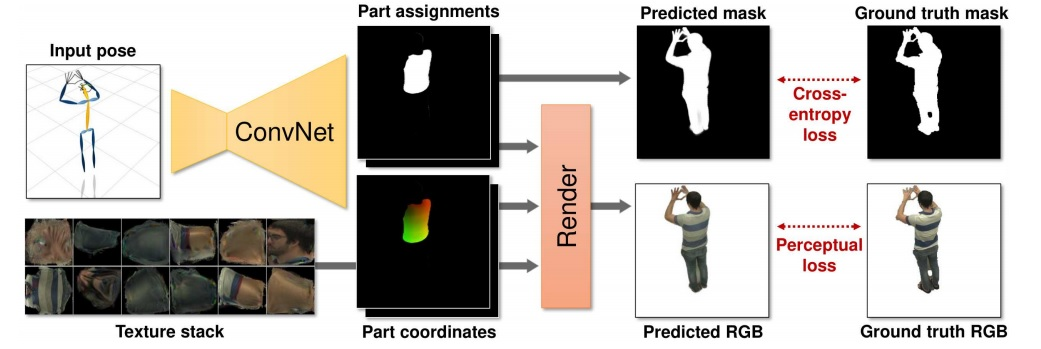 Part assignments
Predicted mask
Ground truth mask
Input pose
ConvNet
Cross-
entropy
loss
Render
Perceptual
loss
Texture stack
Part coordinates
Predicted RGB
Ground truth RGB